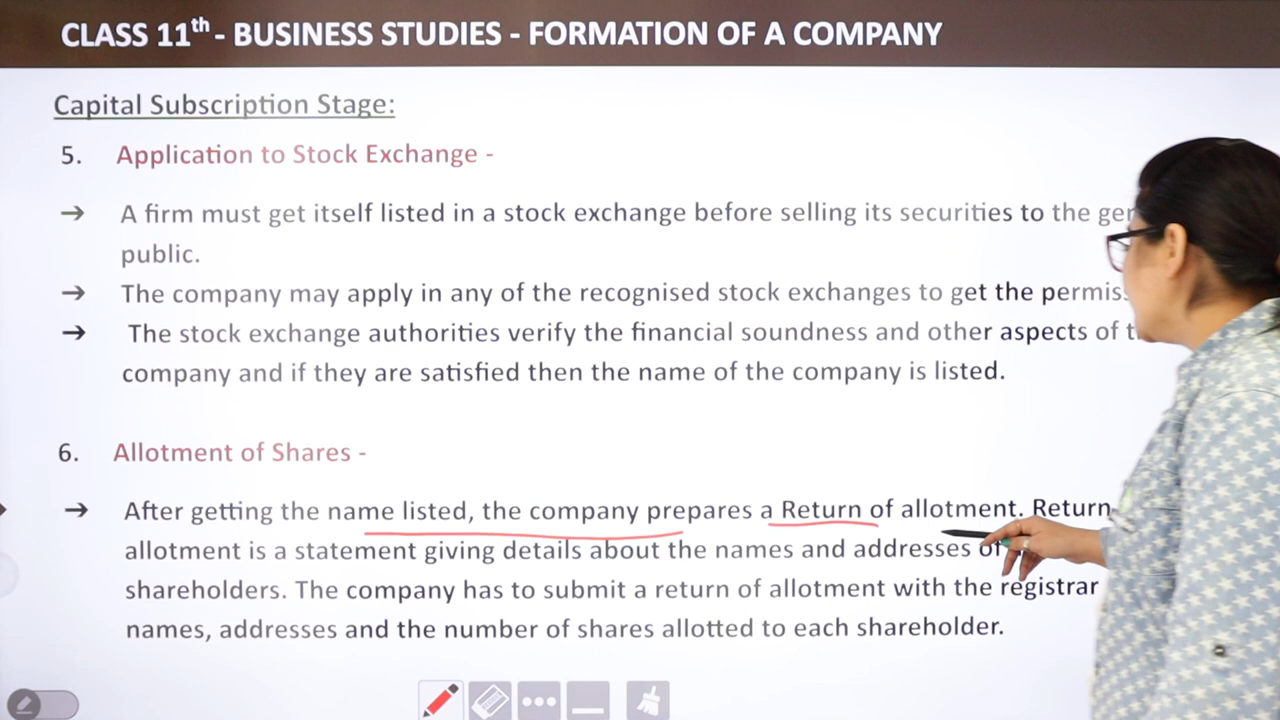 CLASS 11th - BUSINESS STUDIES - FORMATION OF A COMPANY
Capital Subscription Stage:
5. Application to Stock Exchange -
➔ A firm must get itself listed in a stock exchange before selling its securities to the
public.
➔ The company may apply in any of the recognised stock exchanges to get the
➔ The stock exchange authorities verify the financial soundness and other aspects of
company and if they are satisfied then the name of the company is listed.
6. Allotment of Shares -
➔ After getting the name listed, the company prepares a Return of allotment. Return
allotment is a statement giving details about the names and addresses of
shareholders. The company has to submit a return of allotment with the registrar
names, addresses and the number of shares allotted to each shareholder.